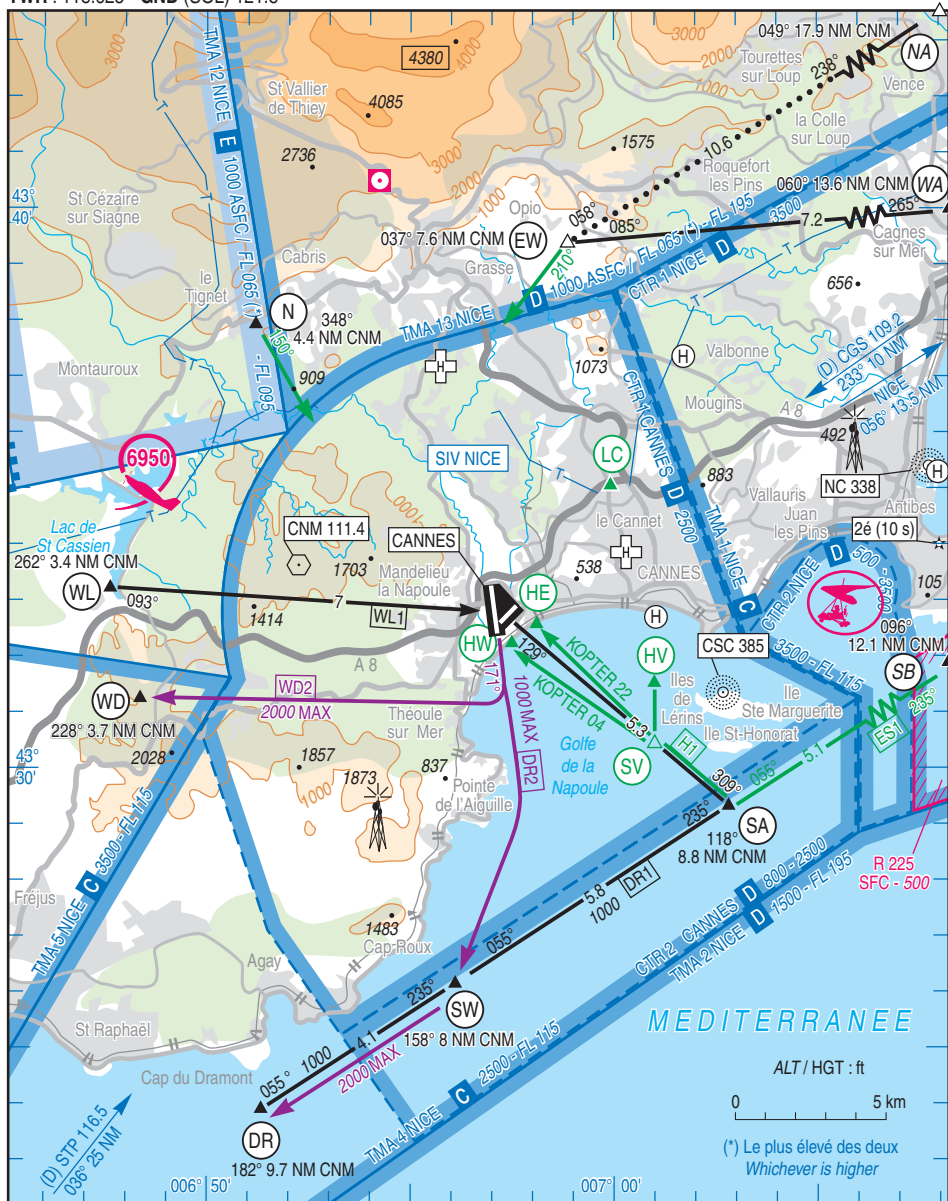 TMA 12 NICE E 1000 ASFC / FL 065 (*) - FL 095
4380
3000
4000
3000
2000
049° 17.9 NM CNM
NA
Tourettes
sur Loup
238°
Vence
St Vallier
de Thiey
4085
1575
la Colle
sur Loup
10.6
3000
2000
1000
2736
Roquefort
les Pins
060° 13.6 NM CNM
WA
43°
40'
St Cézaire
sur Siagne
Opio
058°
265°
3500
037° 7.6 NM CNM
EW
085°
7.2
Cagnes
sur Mer
Cabris
Grasse
210°
TMA 13 NICE D 1000 ASFC / FL 065 (*) - FL 195
CTR 1 NICE D
656
le
Tignet
N
348°
4.4 NM CNM
150°
Montauroux
909
1073
H
Valbonne
(D) CGS 109.2
233° 10 NM
NICE
056° 13.5 NM
H
Mougins
A 8
CTR 1 CANNES D 2500
6950
SIV NICE
LC
492
883
NC 338
H
Antibes
1000
Vallauris
Juan
les Pins
Lac de
St Cassien
CNM 111.4
CANNES
le Cannet
H
2é (10 s)
262° 3.4 NM CNM
1703
Mandelieu
la Napoule
538
CANNES
TMA 1 NICE C
CTR 2 NICE D 500 - 3500
WL
093°
7
WL1
HE
105
1414
H
096°
12.1 NM CNM
HW
129°
CSC 385
3500-FL 115
SB
A 8
171°
KOPTER 22
HV
WD2
2000 MAX
1000 MAX
KOPTER 04
Iles
de
Lérins
Ile
Ste Marguerite
Ile St-Honorat
235°
WD
228° 3.7 NM CNM
Théoule
sur Mer
5.3
ES1
2028
43°
30'
1857
1000
837
Golfe
de la
Napoule
SV
H1
055°
5.1
1873
Pointe
de l'Aiguille
DR2
309°
235°
SA
118°
8.8 NM CNM
TMA 5 NICE C 3500-FL 115
5.8
DR1
1000
R 225
SFC - 500
Fréjus
CTR 2 CANNES D 800 - 2500
TMA 2 NICE D 1500 - FL 195
1483
Cap Roux
055°
Agay
235°
SW
158° 8 NM CNM
St Raphaël
MEDITERRANEE
4.1
1000
2000 MAX
ALT / HGT : ft
Cap du Dramont
055°
TMA 4 NICE C 2500 - FL 115
0 5 km
(D) STP 116.5
036° 25 NM
DR
182° 9.7 NM CNM
(*) Le plus élevé des deux
Whichever is higher
006° 50'
007° 00'